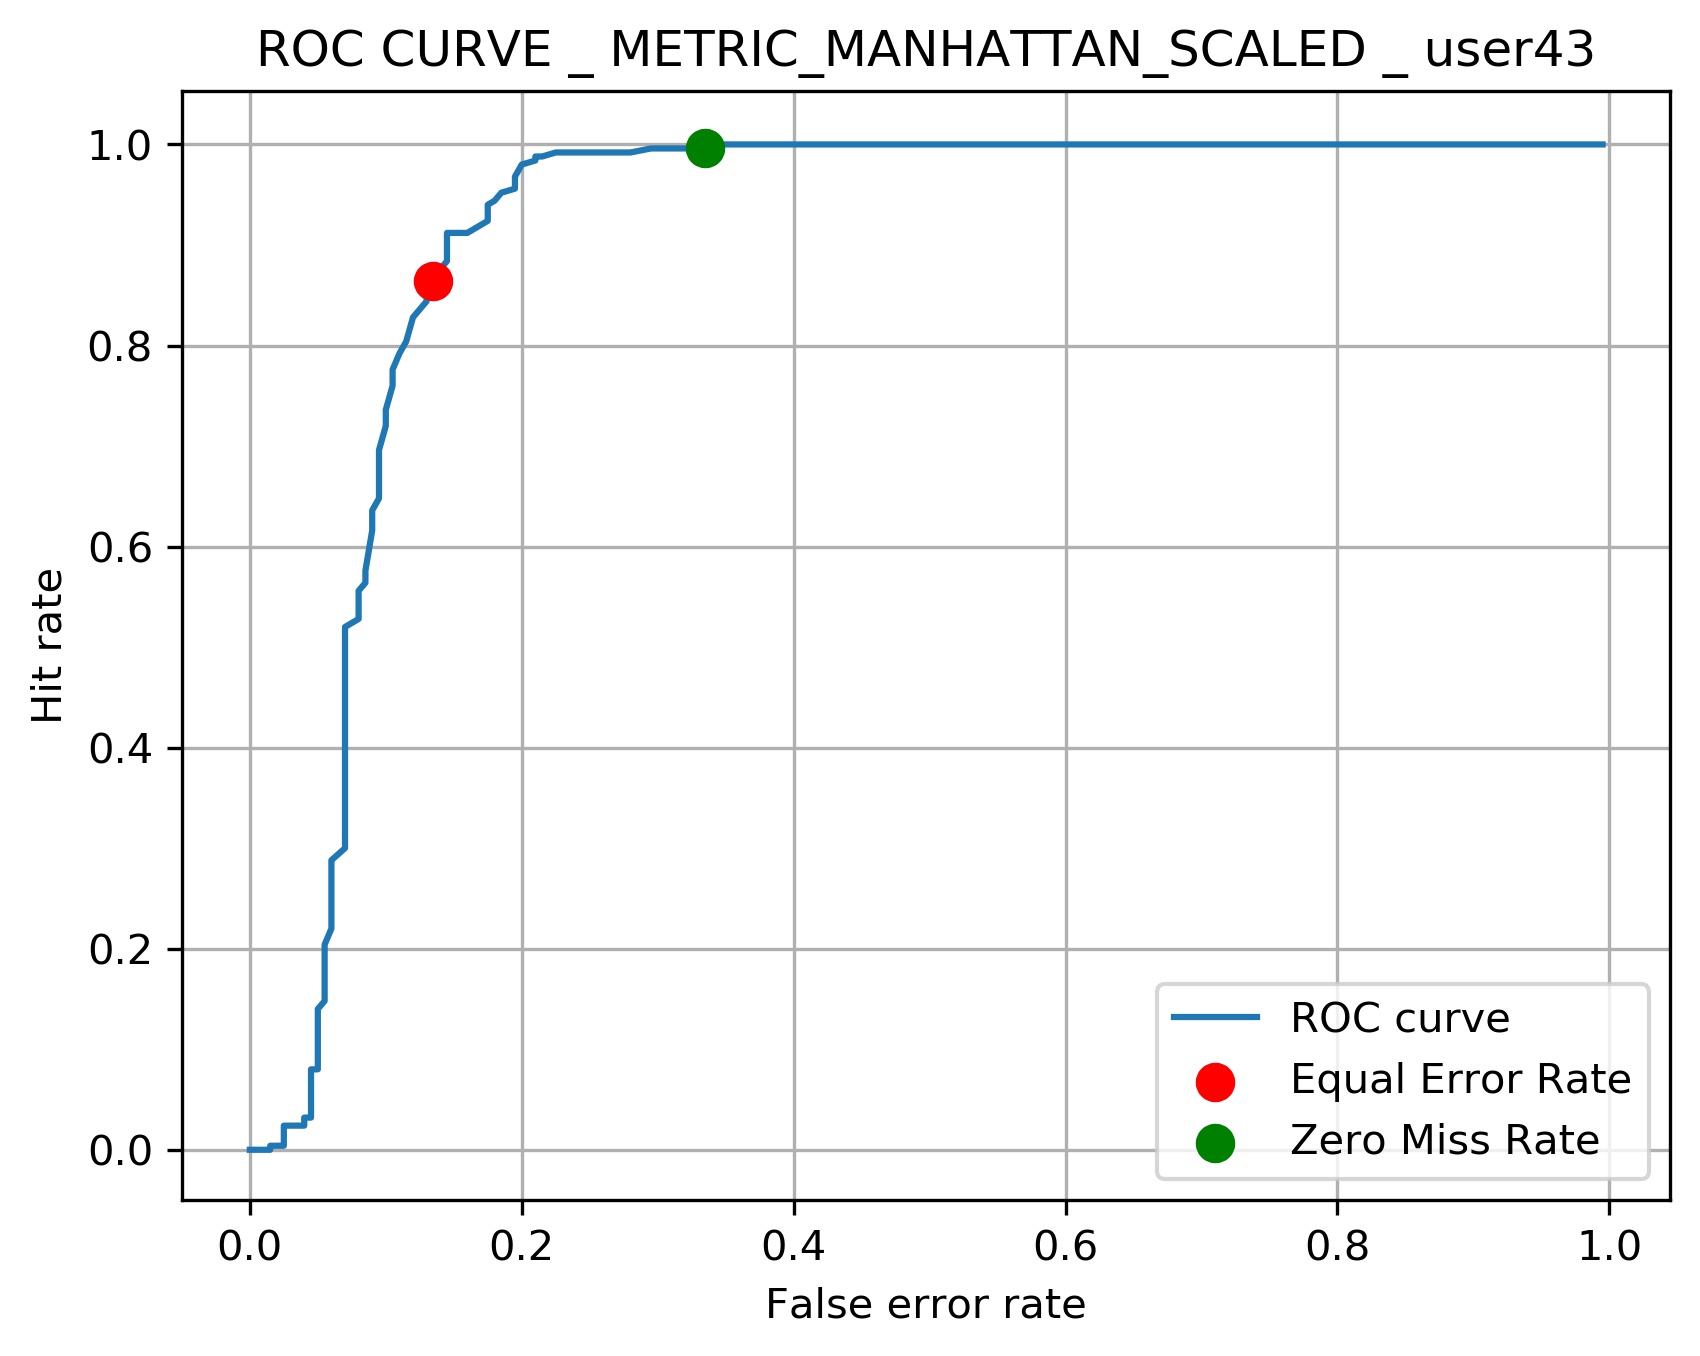 ROC CURVE _ METRIC_MANHATTAN_SCALED _ user43
1.0
0.8
0.6
0.4
0.2
0.0
Hit rate
ROC curve
Equal Error Rate
Zero Miss Rate
0.0 0.2 0.4 0.6 0.8 1.0
False error rate